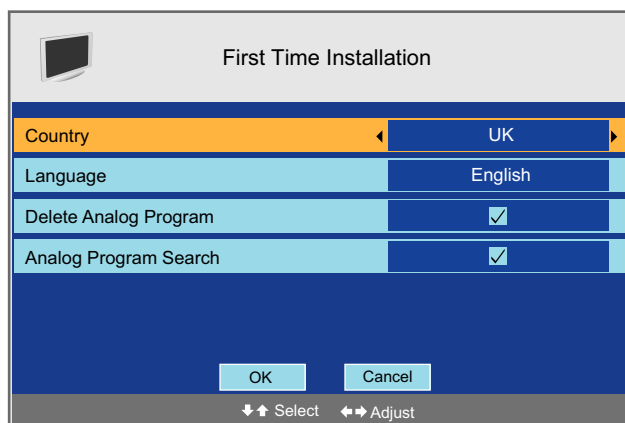 First Time Installation
Country UK
Language English
Delete Analog Program
Analog Program Search
OK Cancel
Select Adjust